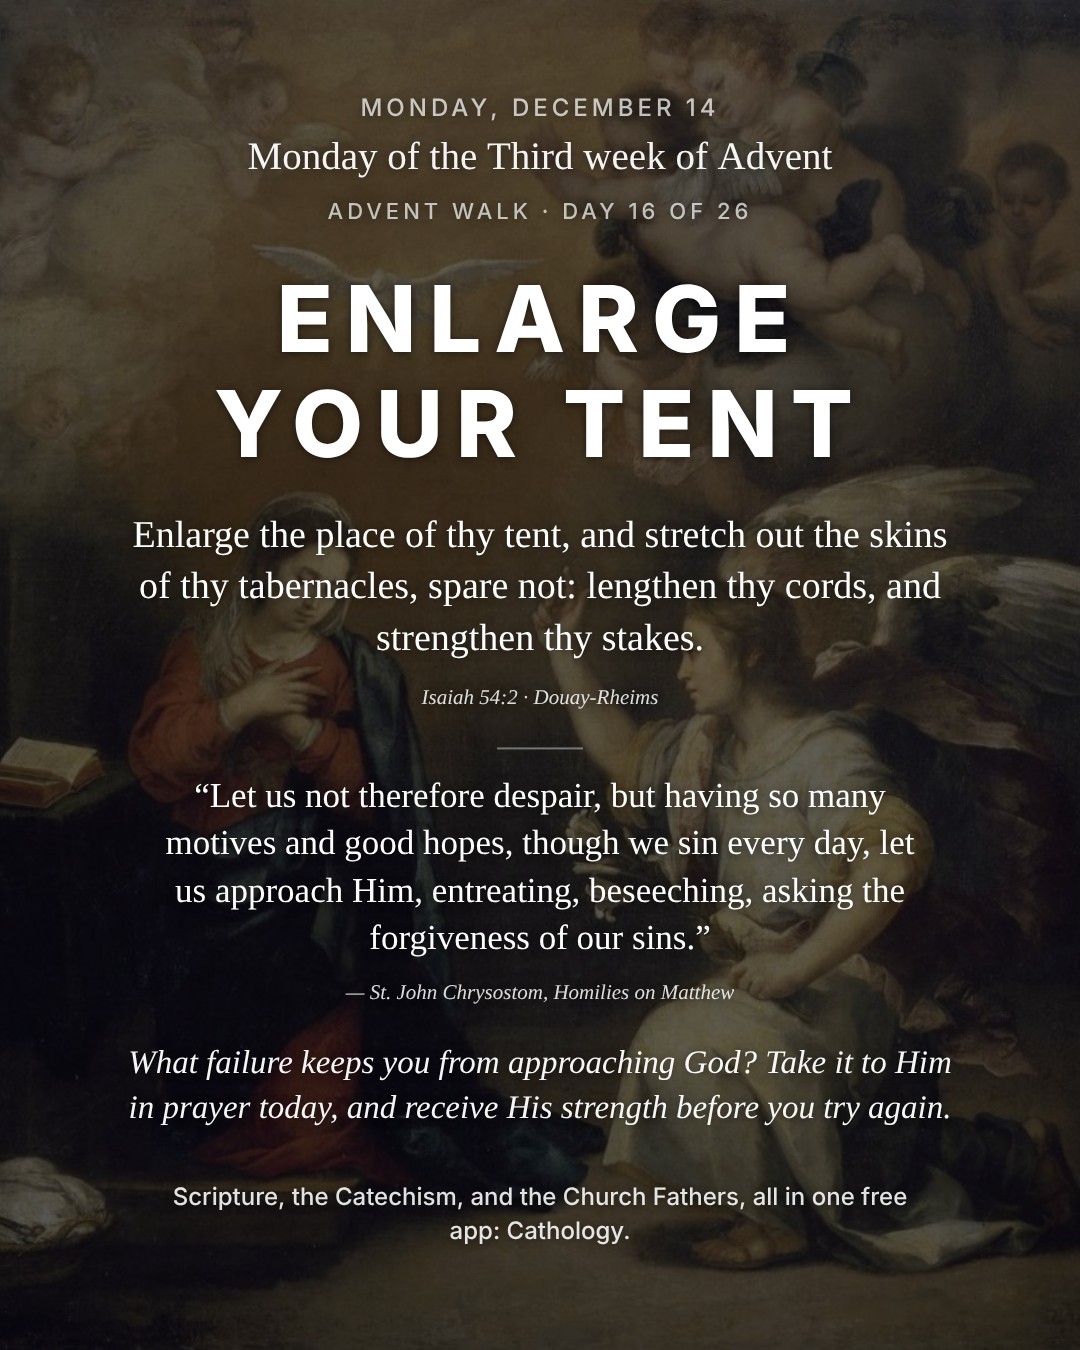 MONDAY, DECEMBER 14
Monday of the Third week of Advent
ADVENT WALK · DAY 16 OF 26
ENLARGE
YOUR TENT
Enlarge the place of thy tent, and stretch out the skins
of thy tabernacles, spare not: lengthen thy cords, and
strengthen thy stakes.
Isaiah 54:2 · Douay-Rheims
“Let us not therefore despair, but having so many
motives and good hopes, though we sin every day, let
us approach Him, entreating, beseeching, asking the
forgiveness of our sins.”
— St. John Chrysostom, Homilies on Matthew
What failure keeps you from approaching God? Take it to Him
in prayer today, and receive His strength before you try again.
Scripture, the Catechism, and the Church Fathers, all in one free
app: Cathology.